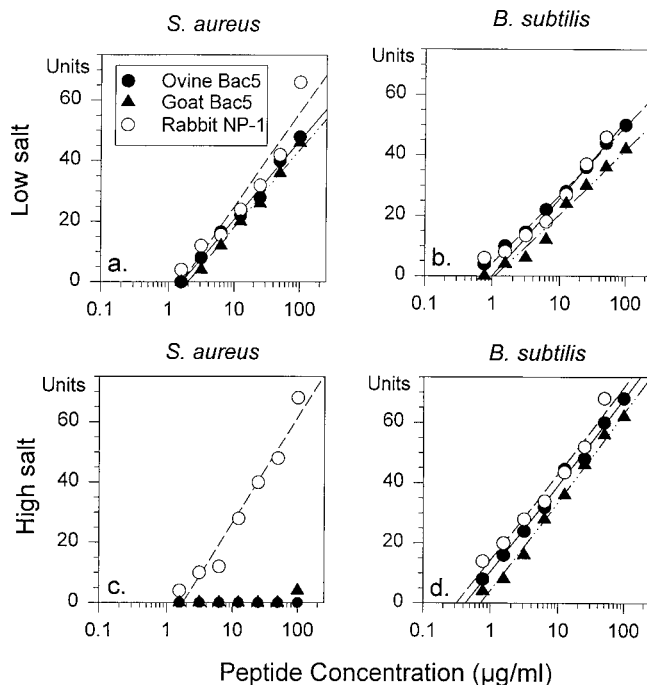 S. aureus
B. subtilis
Low salt
Units
60
40
20
0
Ovine Bac5
Goat Bac5
Rabbit NP-1
a.
0.1 1 10 100
Units
60
40
20
0
b.
0.1 1 10 100
S. aureus
B. subtilis
High salt
Units
60
40
20
0
c.
0.1 1 10 100
Units
60
40
20
0
d.
0.1 1 10 100
Peptide Concentration (µg/ml)